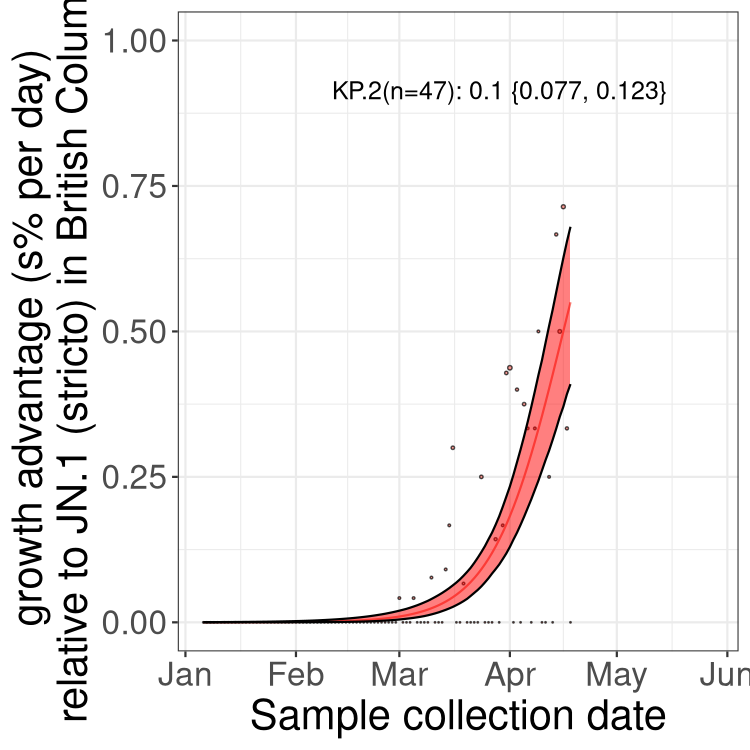 growth advantage (s% per day)
relative to JN.1 (stricto) in British Colum
1.00
0.75
0.50
0.25
0.00
KP.2(n=47): 0.1 {0.077, 0.123}
Jan Feb Mar Apr May Jun
Sample collection date